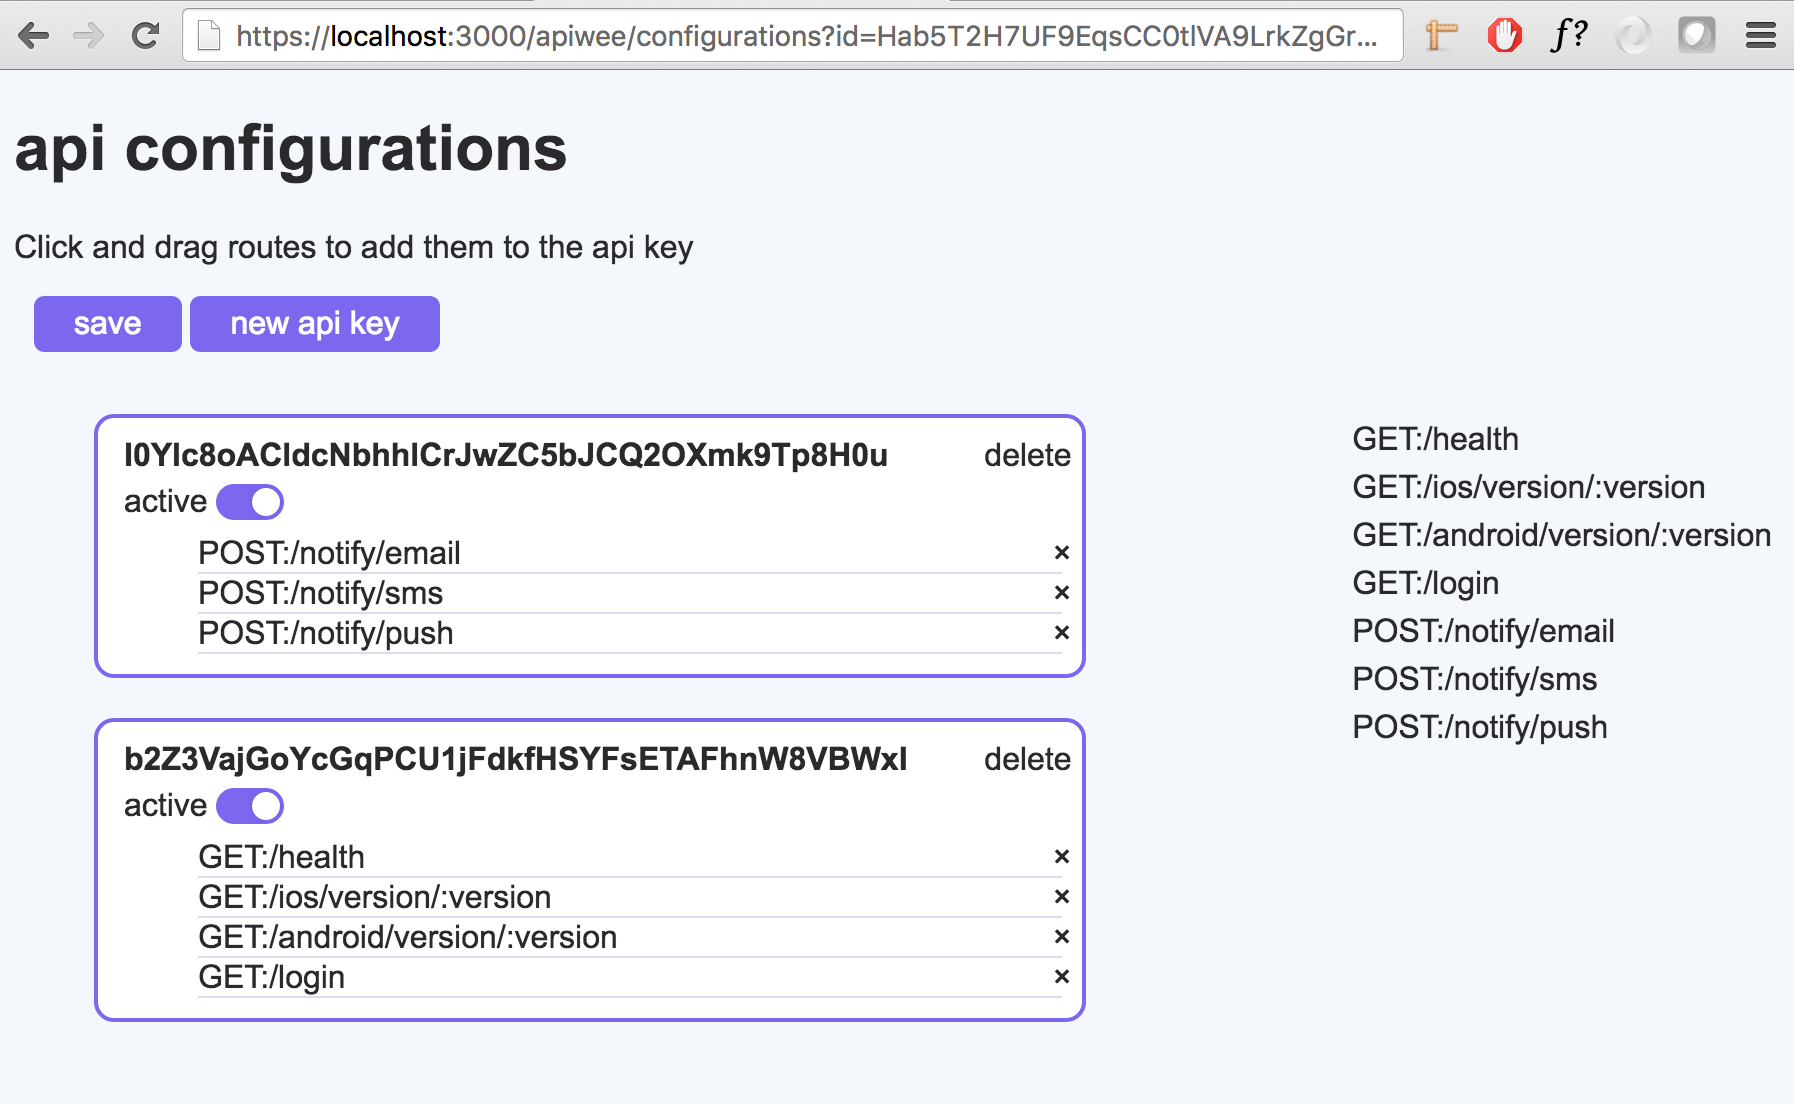 https://localhost:3000/apiwee/configurations?id=Hab5T2H7UF9EqsCC0tlVA9LrkZgGr...
f?
api configurations
Click and drag routes to add them to the api key
save
new api key
I0YIc8oACldcNbhhICrJwZC5bJCQ2OXmk9Tp8H0u
delete
active
POST:/notify/email ×
POST:/notify/sms ×
POST:/notify/push ×
b2Z3VajGoYcGqPCU1jFdkfHSYFsETAFhnW8VBWxI
delete
active
GET:/health ×
GET:/ios/version/:version ×
GET:/android/version/:version ×
GET:/login ×
GET:/health
GET:/ios/version/:version
GET:/android/version/:version
GET:/login
POST:/notify/email
POST:/notify/sms
POST:/notify/push